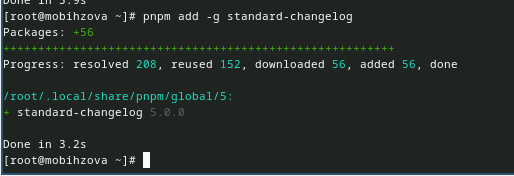 Done in 3.9s
[root@mobihzova ~]# pnpm add -g standard-changelog
Packages: +56
++++++++++++++++++++++++++++++++++++++++++++++++++++++++
Progress: resolved 208, reused 152, downloaded 56, added 56, done
/root/.local/share/pnpm/global/5:
+ standard-changelog 5.0.0
Done in 3.2s
[root@mobihzova ~]#